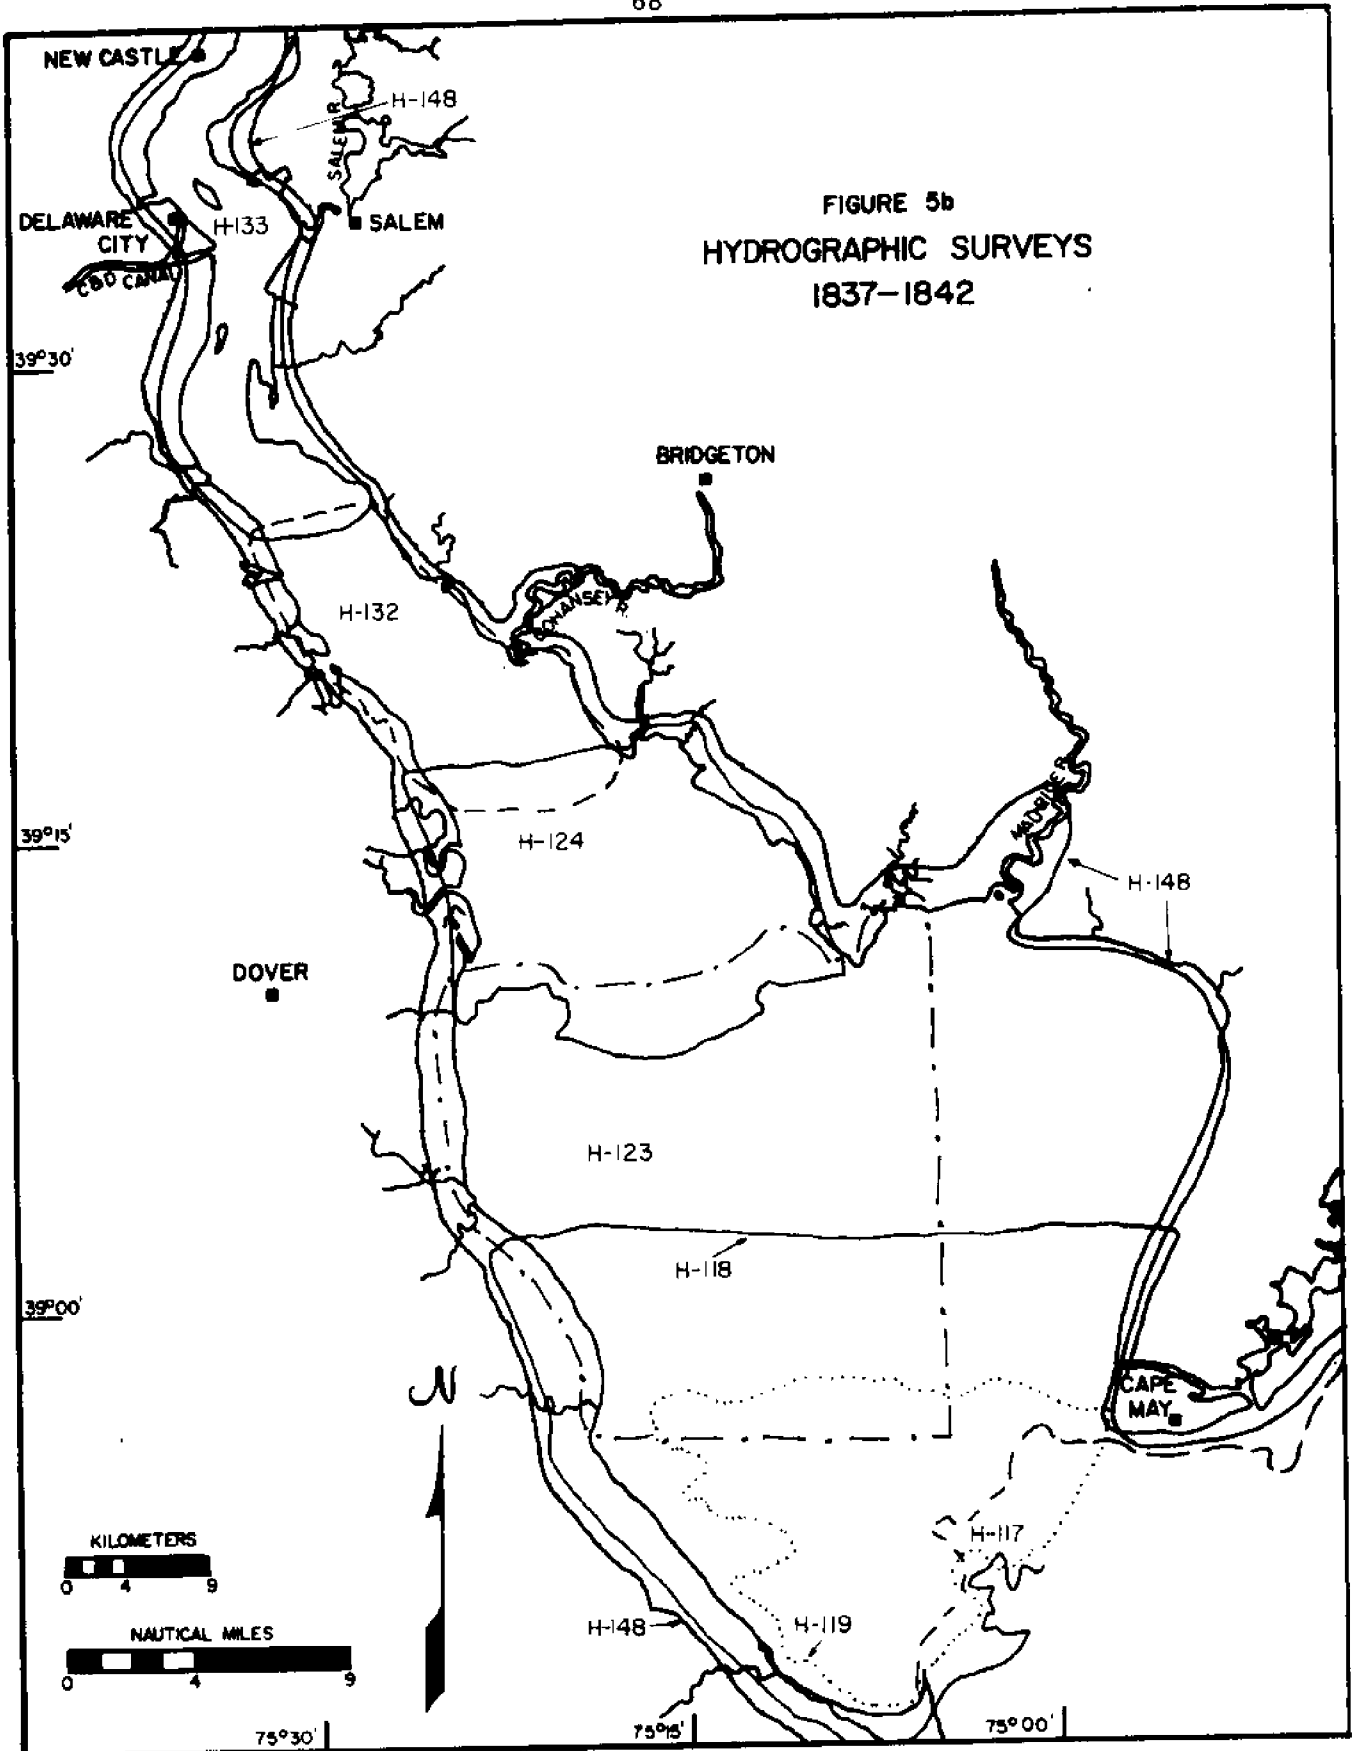 68
NEW CASTLE
H-148
SALEM R.
DELAWARE
CITY
H-133
SALEM
C&D CANAL
FIGURE 5b
HYDROGRAPHIC SURVEYS
1837-1842
39°30'
BRIDGETON
COHANSEY R.
H-132
39°15'
H-124
H-148
DOVER
H-123
H-118
39°00'
N
CAPE
MAY
KILOMETERS
0 4 9
H-117
NAUTICAL MILES
0 4 9
H-148
H-119
75°30'
75°15'
75°00'